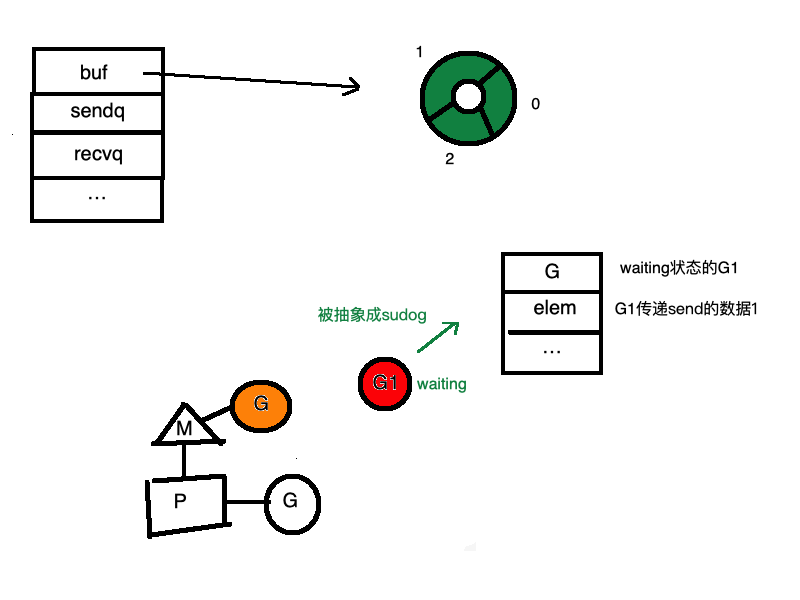 buf
sendq
recvq
...
1
0
2
G
elem
...
waiting状态的G1
G1传递send的数据1
被抽象成sudog
G1
waiting
G
M
P
G